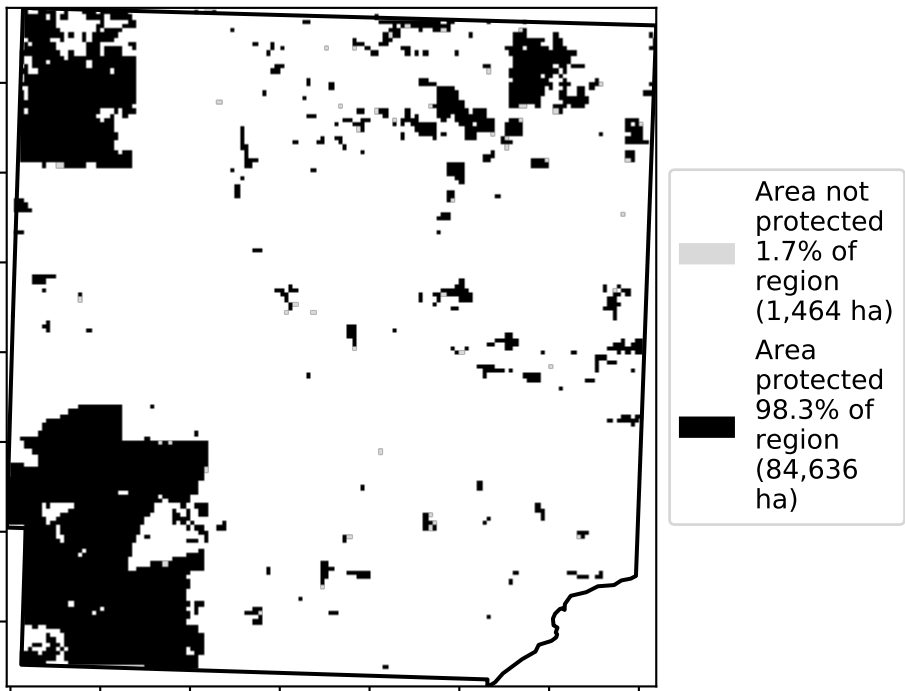 Area not
protected
1.7% of
region
(1,464 ha)
Area
protected
98.3% of
region
(84,636
ha)